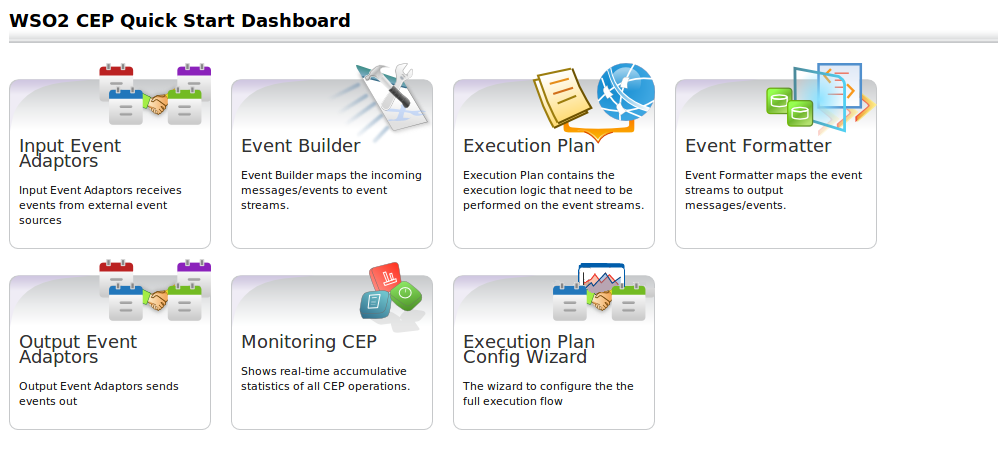 WSO2 CEP Quick Start Dashboard
Input Event
Adaptors
Input Event Adaptors receives
events from external event
sources
Event Builder
Event Builder maps the incoming
messages/events to event
streams.
Execution Plan
Execution Plan contains the
execution logic that need to be
performed on the event streams.
Event Formatter
Event Formatter maps the event
streams to output
messages/events.
Output Event
Adaptors
Output Event Adaptors sends
events out
Monitoring CEP
Shows real-time accumulative
statistics of all CEP operations.
Execution Plan
Config Wizard
The wizard to configure the the
full execution flow